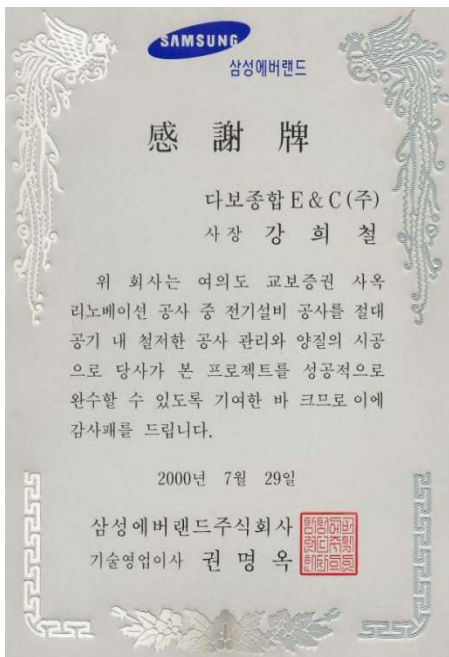 SAMSUNG
삼성에버랜드
感謝牌
다보종합 E & C (주)
사장 강희철
위 회사는 여의도 교보증권 사옥
리노베이션 공사 중 전기설비 공사를 절대
공기 내 철저한 공사 관리와 양질의 시공
으로 당사가 본 프로젝트를 성공적으로
완수할 수 있도록 기여한 바 크므로 이에
감사패를 드립니다.
2000년 7월 29일
삼성에버랜드주식회사
기술영업이사 권명옥